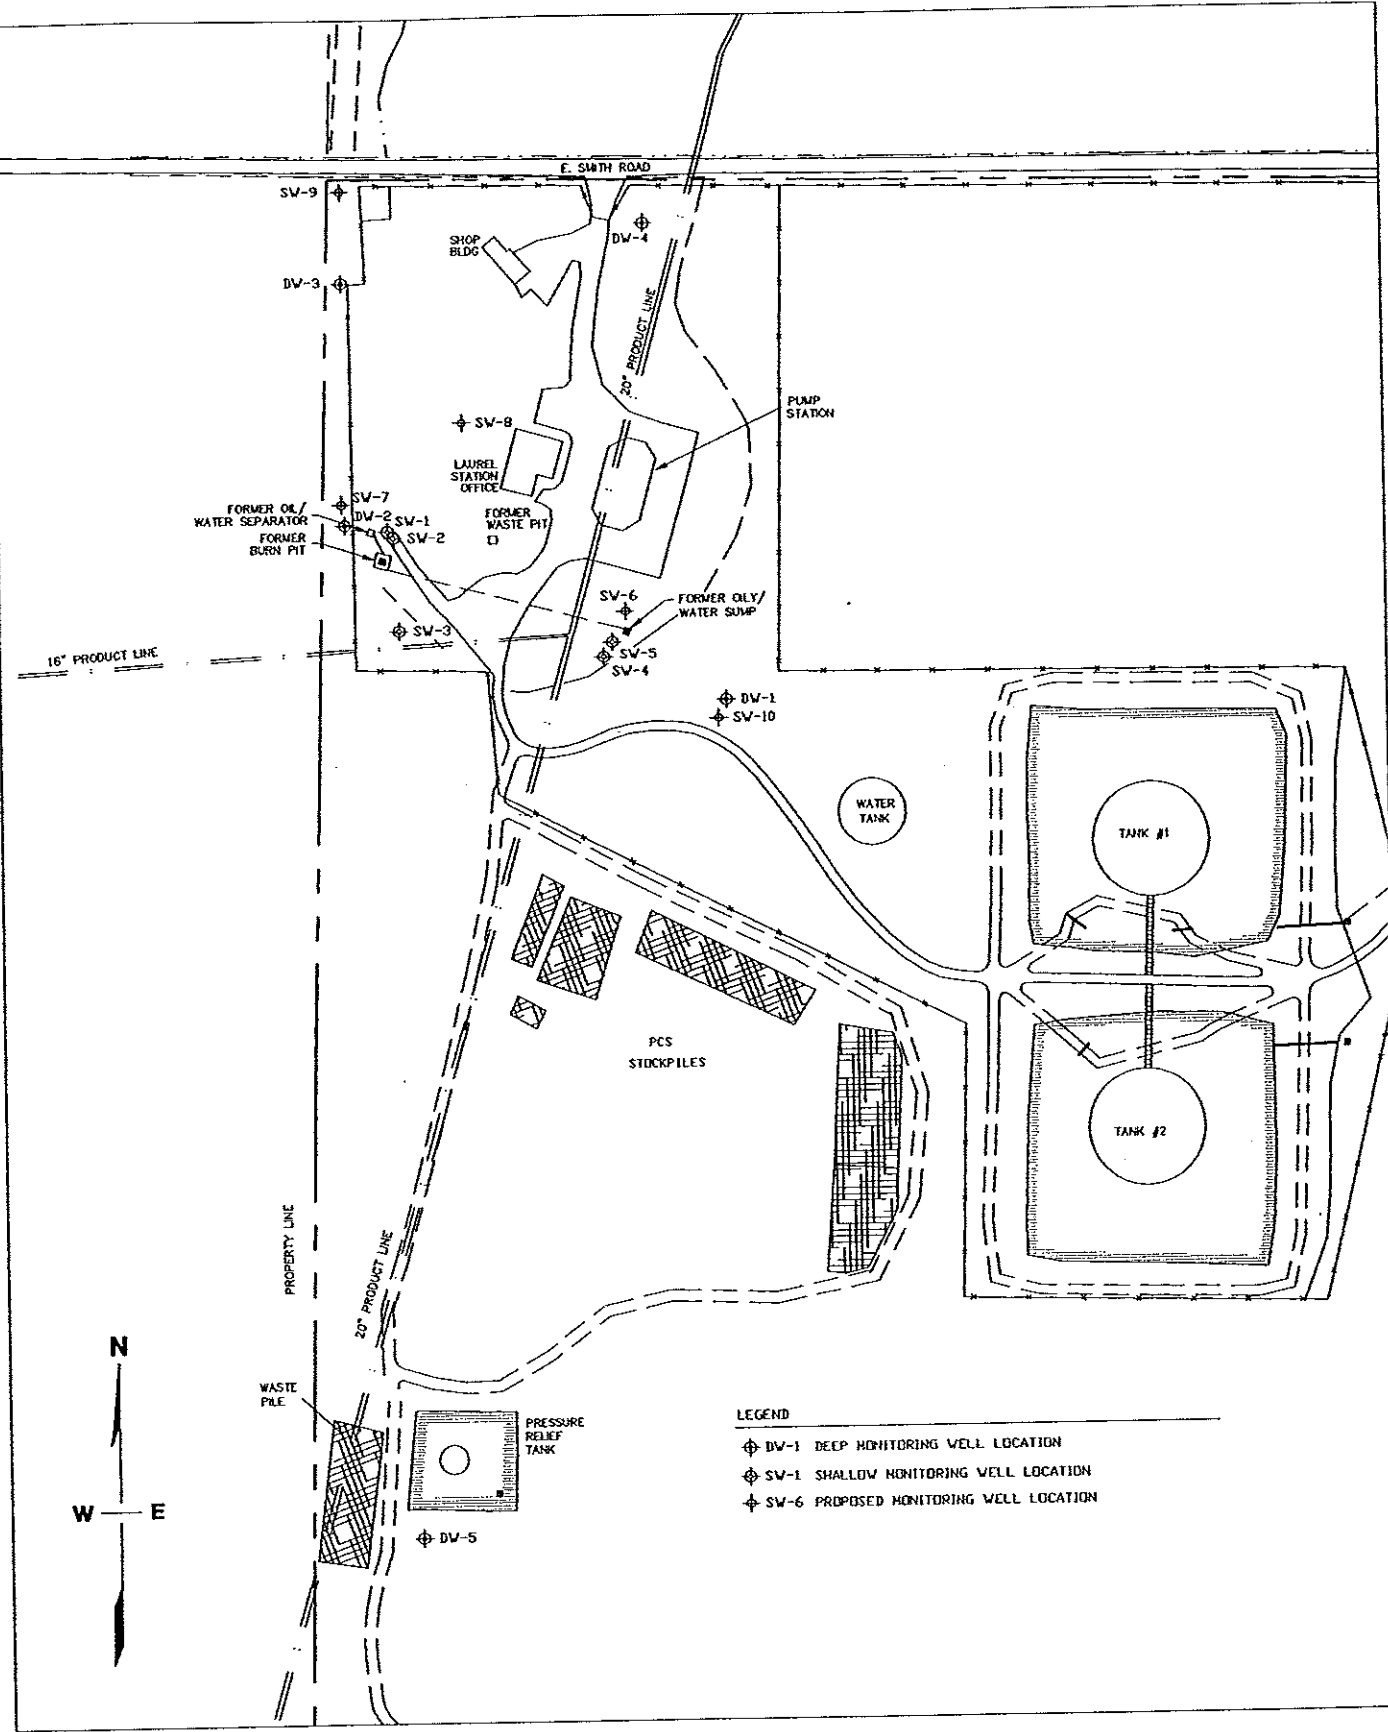 E. SMITH ROAD
SW-9
DW-4
SHOP
BLDG
DW-3
20" PRODUCT LINE
PUMP
STATION
SW-8
LAUREL
STATION
OFFICE
SW-7
FORMER OIL/
WATER SEPARATOR
DW-2
SW-1
SW-2
FORMER
WASTE PIT
FORMER
BURN PIT
SW-6
FORMER OILY/
WATER SUMP
SW-3
SW-5
SW-4
16" PRODUCT LINE
DW-1
SW-10
WATER
TANK
TANK #1
PCS
STOCKPILES
TANK #2
PROPERTY LINE
20" PRODUCT LINE
N
W E
WASTE
PILE
PRESSURE
RELIEF
TANK
DW-5
LEGEND
DW-1 DEEP MONITORING WELL LOCATION
SW-1 SHALLOW MONITORING WELL LOCATION
SW-6 PROPOSED MONITORING WELL LOCATION